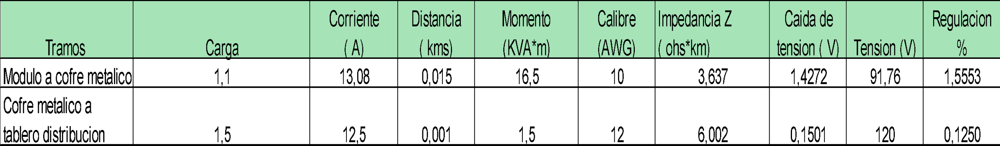 Tramos Carga Corriente ( A) Distancia ( kms) Momento (KVA*m) Calibre (AWG) Impedancia Z ( ohs*km) Caida de tension ( V) Tension (V) Regulacion %
Modulo a cofre metalico 1,1 13,08 0,015 16,5 10 3,637 1,4272 91,76 1,5553
Cofre metalico a
tablero distribucion 1,5 12,5 0,001 1,5 12 6,002 0,1501 120 0,1250